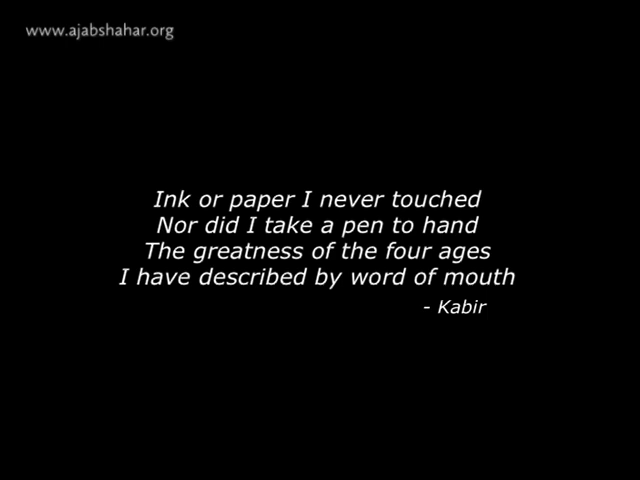 www.ajabshahar.org
Ink or paper I never touched
Nor did I take a pen to hand
The greatness of the four ages
I have described by word of mouth
- Kabir